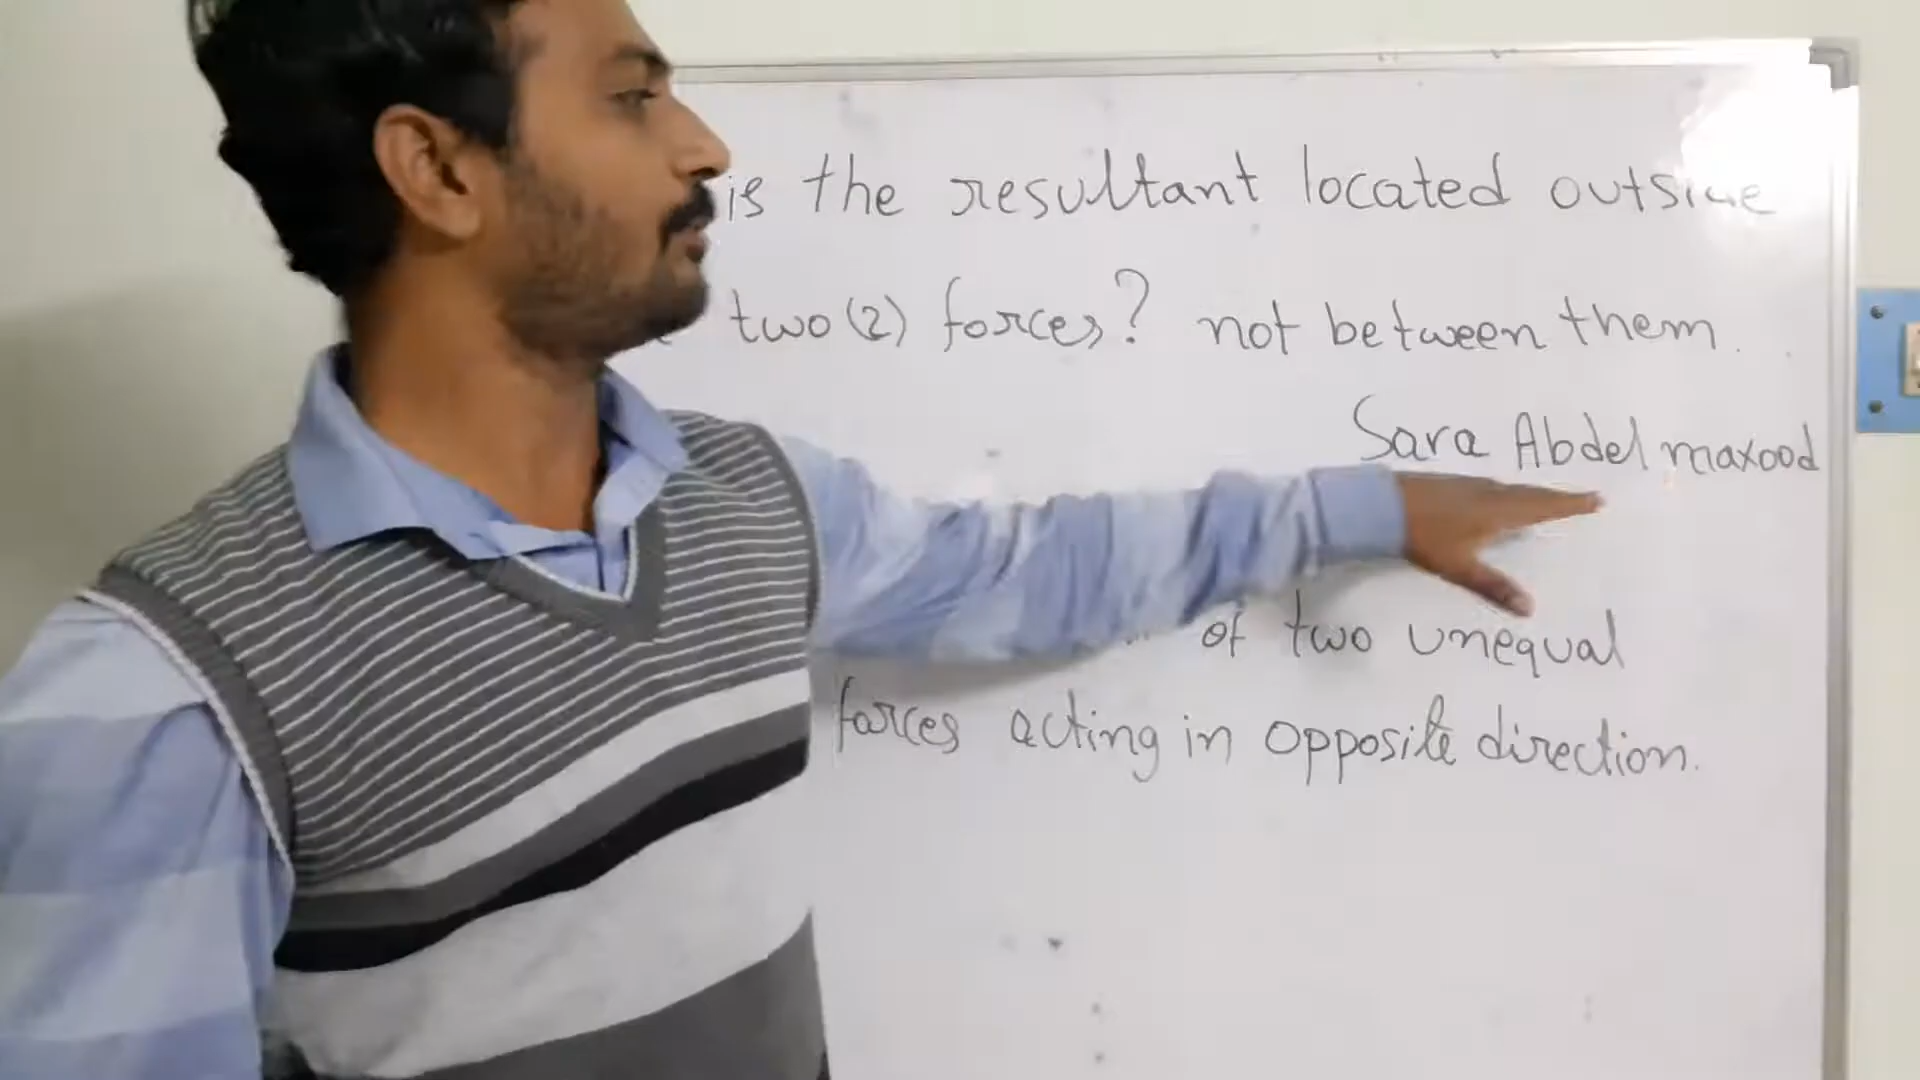 is the resultant located outside
two (2) forces? not between them.
Sara Abdel maxood
of two unequal
forces acting in opposite direction.